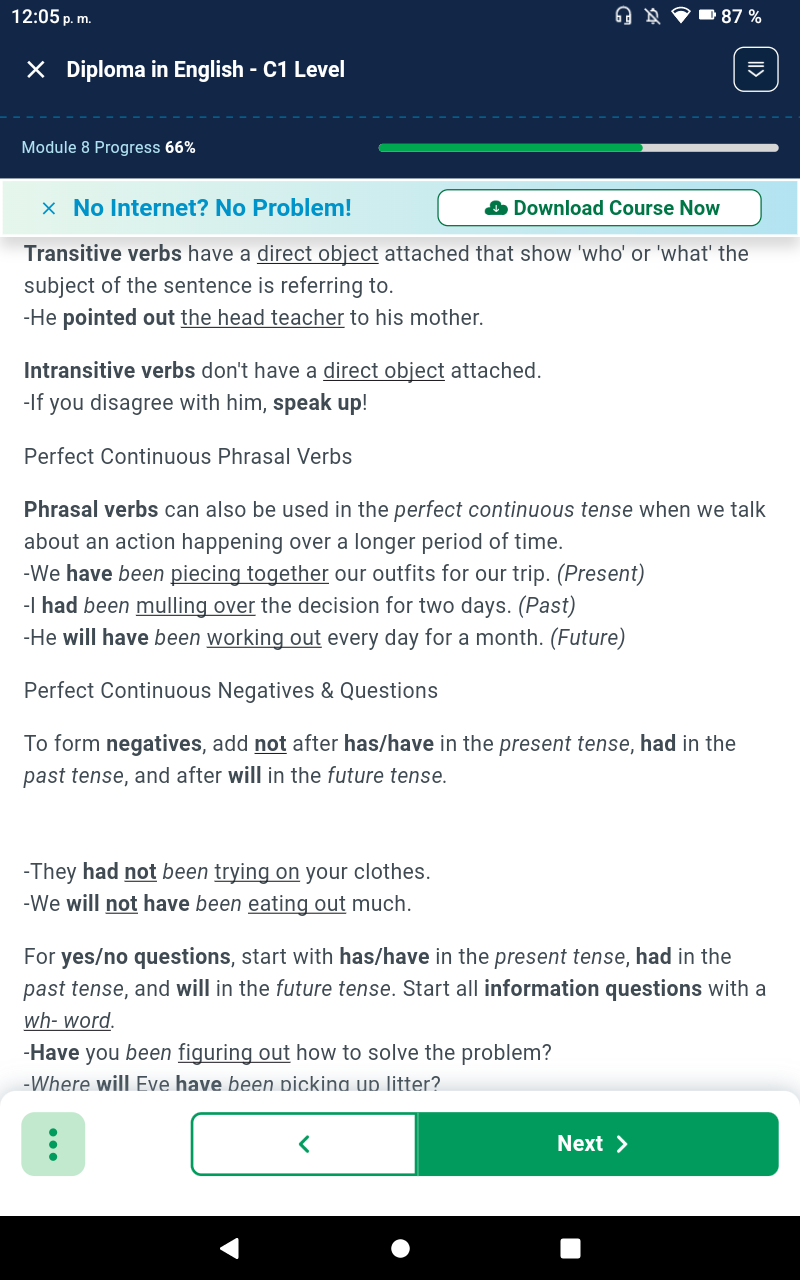 12:05 p. m.
87 %
Diploma in English - C1 Level
Module 8 Progress 66%
No Internet? No Problem!
Download Course Now
Transitive verbs have a direct object attached that show 'who' or 'what' the
subject of the sentence is referring to.
-He pointed out the head teacher to his mother.
Intransitive verbs don't have a direct object attached.
-If you disagree with him, speak up!
Perfect Continuous Phrasal Verbs
Phrasal verbs can also be used in the perfect continuous tense when we talk
about an action happening over a longer period of time.
-We have been piecing together our outfits for our trip. (Present)
-I had been mulling over the decision for two days. (Past)
-He will have been working out every day for a month. (Future)
Perfect Continuous Negatives & Questions
To form negatives, add not after has/have in the present tense, had in the
past tense, and after will in the future tense.
-They had not been trying on your clothes.
-We will not have been eating out much.
For yes/no questions, start with has/have in the present tense, had in the
past tense, and will in the future tense. Start all information questions with a
wh- word.
-Have you been figuring out how to solve the problem?
-Where will Eve have been picking up litter?
Next